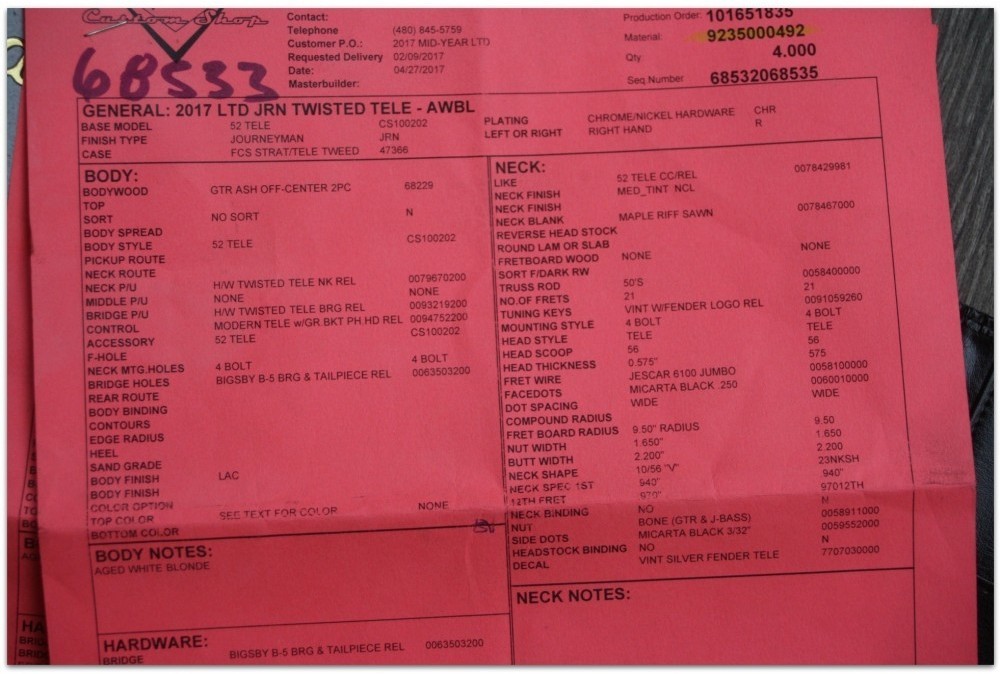 Custom Shop
Contact:
Telephone (480) 845-5759
Customer P.O.: 2017 MID-YEAR LTD
Requested Delivery 02/09/2017
Date: 04/27/2017
Masterbuilder:
Production Order: 101651835
Material: 9235000492
Qty 4.000
Seq.Number 68532068535
68533
GENERAL: 2017 LTD JRN TWISTED TELE - AWBL
BASE MODEL 52 TELE CS100202 PLATING CHROME/NICKEL HARDWARE CHR
FINISH TYPE JOURNEYMAN JRN LEFT OR RIGHT RIGHT HAND R
CASE FCS STRAT/TELE TWEED 47366
BODY:
BODYWOOD GTR ASH OFF-CENTER 2PC 68229
TOP
SORT NO SORT N
BODY SPREAD
BODY STYLE 52 TELE CS100202
PICKUP ROUTE
NECK ROUTE
NECK P/U H/W TWISTED TELE NK REL 0079670200
MIDDLE P/U NONE NONE
BRIDGE P/U H/W TWISTED TELE BRG REL 0093219200
CONTROL MODERN TELE w/GR.BKT PH,HD REL 0094752200
ACCESSORY 52 TELE CS100202
F-HOLE
NECK MTG.HOLES 4 BOLT 4 BOLT
BRIDGE HOLES BIGSBY B-5 BRG & TAILPIECE REL 0063503200
REAR ROUTE
BODY BINDING
CONTOURS
EDGE RADIUS
HEEL
SAND GRADE
BODY FINISH LAC
BODY FINISH
COLOR OPTION
TOP COLOR SEE TEXT FOR COLOR NONE
BOTTOM COLOR
BODY NOTES:
AGED WHITE BLONDE
HARDWARE:
BRIDGE BIGSBY B-5 BRG & TAILPIECE REL 0063503200
NECK:
LIKE 52 TELE CC/REL 0078429981
NECK FINISH MED_TINT NCL
NECK FINISH
NECK BLANK MAPLE RIFF SAWN 0078467000
REVERSE HEAD STOCK
ROUND LAM OR SLAB
FRETBOARD WOOD NONE NONE
SORT F/DARK RW
TRUSS ROD 50'S 0058400000
NO.OF FRETS 21 21
TUNING KEYS VINT W/FENDER LOGO REL 0091059260
MOUNTING STYLE 4 BOLT 4 BOLT
HEAD STYLE TELE TELE
HEAD SCOOP 56 56
HEAD THICKNESS 0.575" 575
FRET WIRE JESCAR 6100 JUMBO 0058100000
FACEDOTS MICARTA BLACK .250 0060010000
DOT SPACING WIDE WIDE
COMPOUND RADIUS
FRET BOARD RADIUS 9.50" RADIUS 9.50
NUT WIDTH 1.650" 1.650
BUTT WIDTH 2.200" 2.200
NECK SHAPE 10/56 "V" 23NKSH
NECK SPEC 1ST 940" 940"
12TH FRET 970" 97012TH
NECK BINDING NO N
NUT BONE (GTR & J-BASS) 0058911000
SIDE DOTS MICARTA BLACK 3/32" 0059552000
HEADSTOCK BINDING NO N
DECAL VINT SILVER FENDER TELE 7707030000
NECK NOTES: